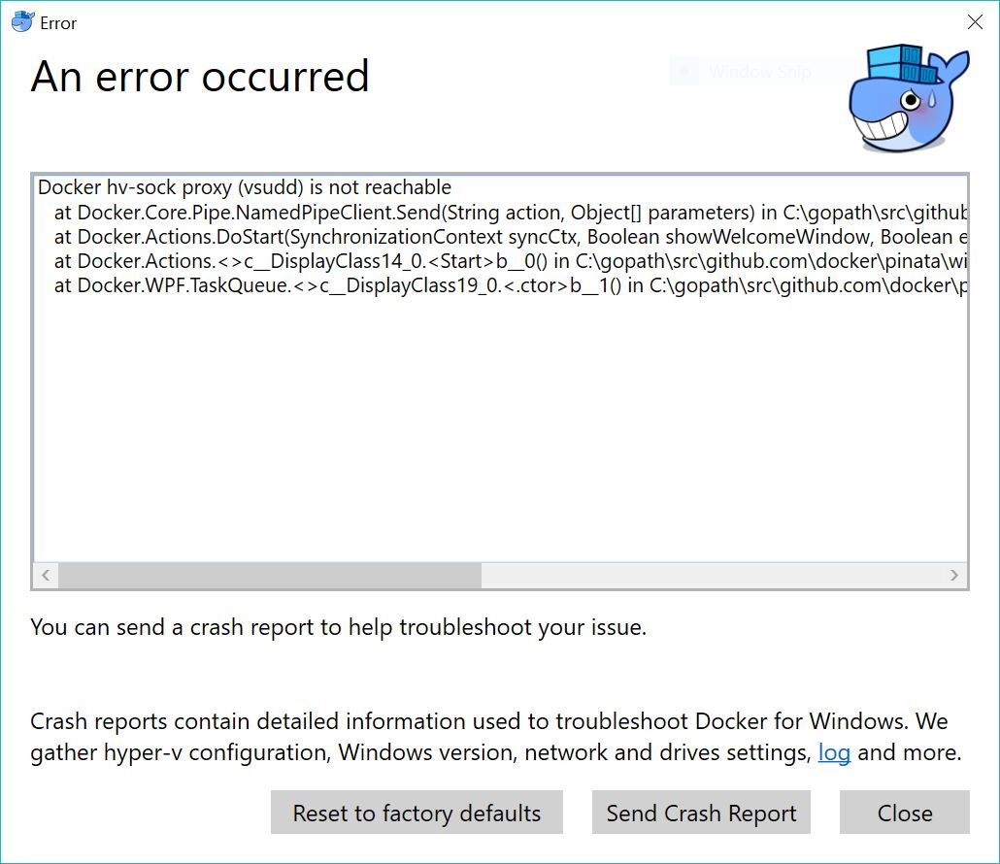 Error
An error occurred
Window Snip
Docker hv-sock proxy (vsudd) is not reachable
at Docker.Core.Pipe.NamedPipeClient.Send(String action, Object[] parameters) in C:\gopath\src\github
at Docker.Actions.DoStart(SynchronizationContext syncCtx, Boolean showWelcomeWindow, Boolean e
at Docker.Actions.<>c__DisplayClass14_0.<Start>b__0() in C:\gopath\src\github.com\docker\pinata\wi
at Docker.WPF.TaskQueue.<>c__DisplayClass19_0.<.ctor>b__1() in C:\gopath\src\github.com\docker\p
You can send a crash report to help troubleshoot your issue.
Crash reports contain detailed information used to troubleshoot Docker for Windows. We
gather hyper-v configuration, Windows version, network and drives settings, log and more.
Reset to factory defaults
Send Crash Report
Close